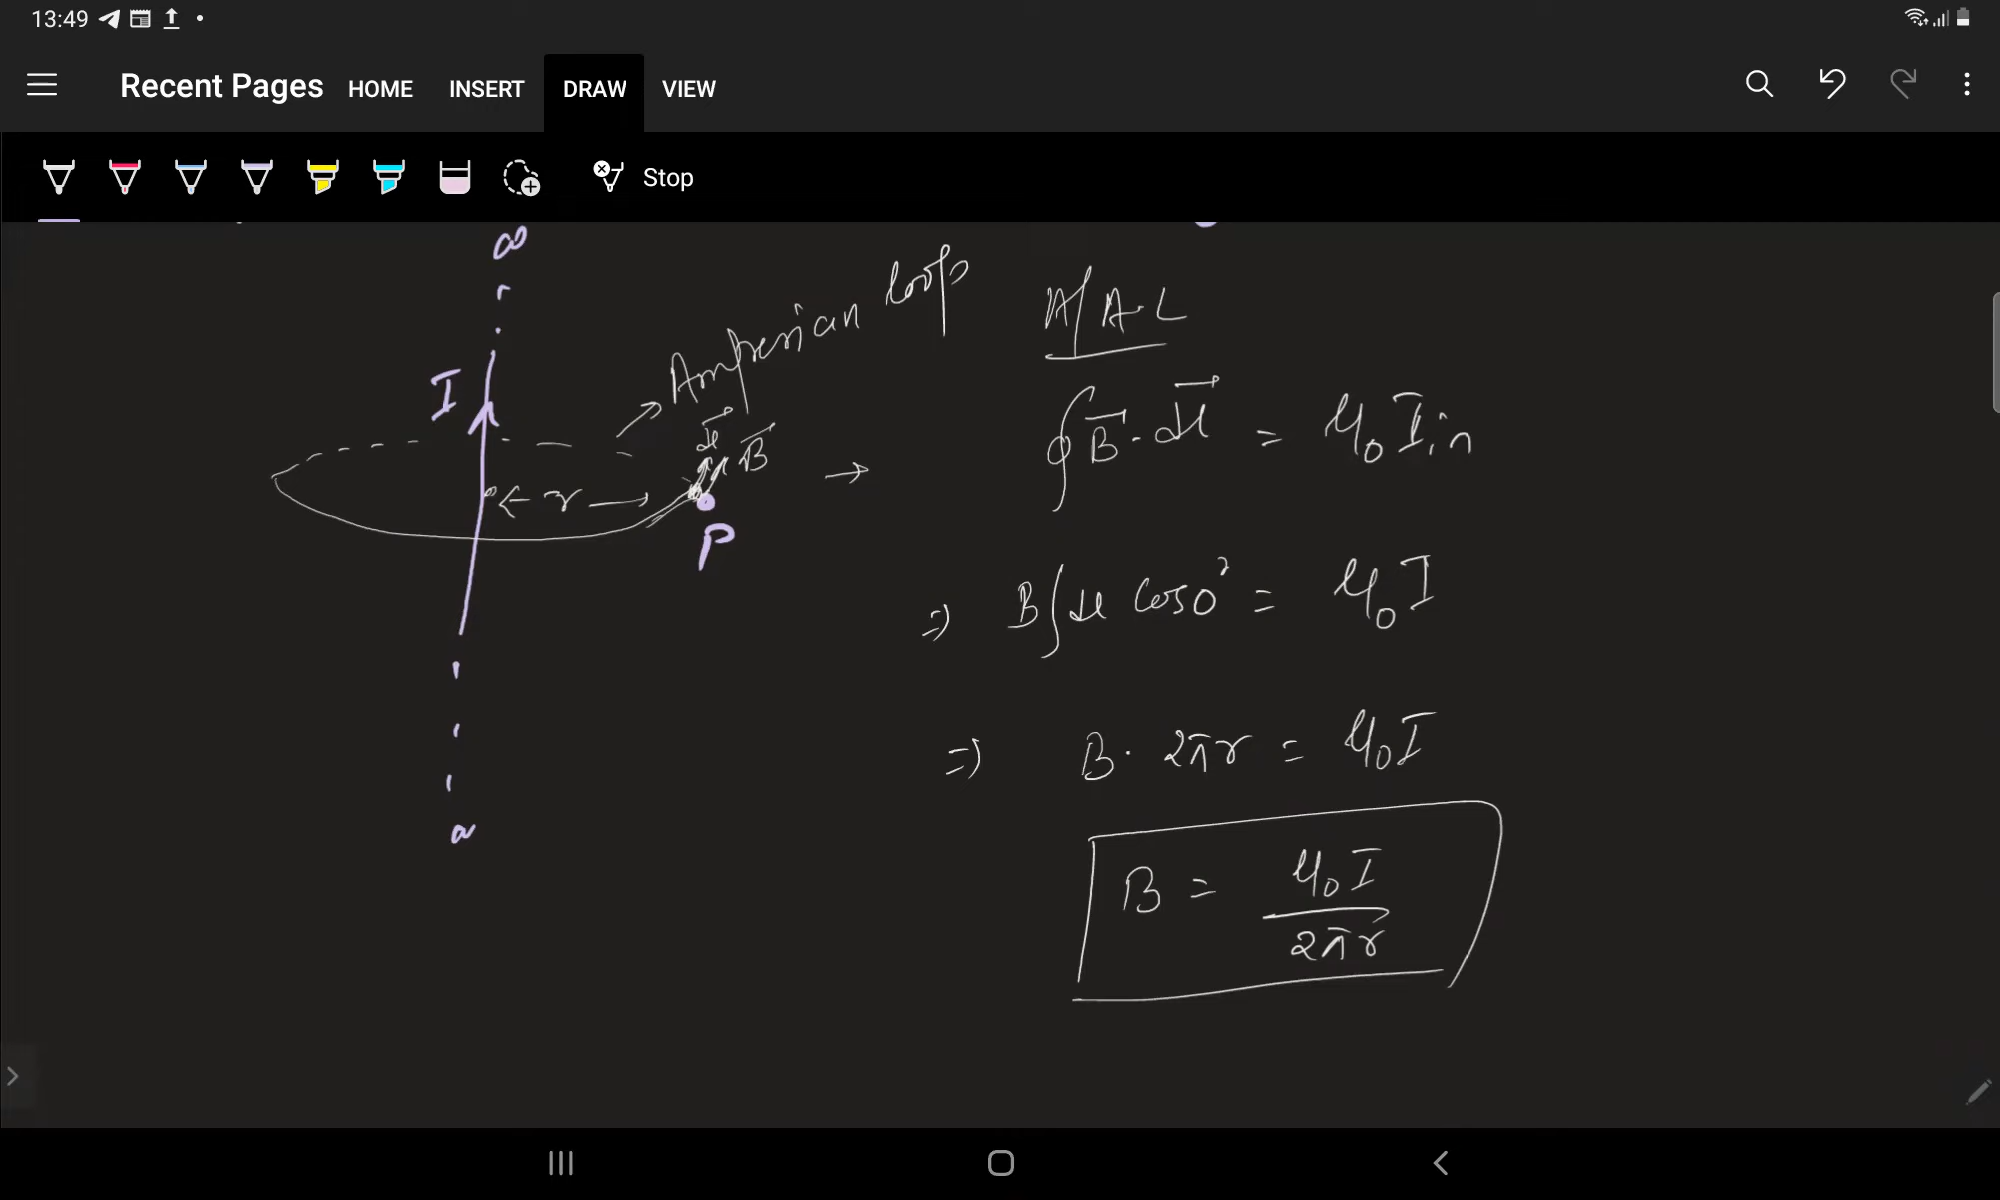 13:49
Recent Pages HOME INSERT DRAW VIEW
Stop
∞
I
Amperian loop
dl B
r
P
∞
A/A.L
∮B⃗·dl⃗ = μ₀Iin
⇒ B∫dl cos0° = μ₀I
⇒ B· 2πr = μ₀I
B = μ₀I / 2πr